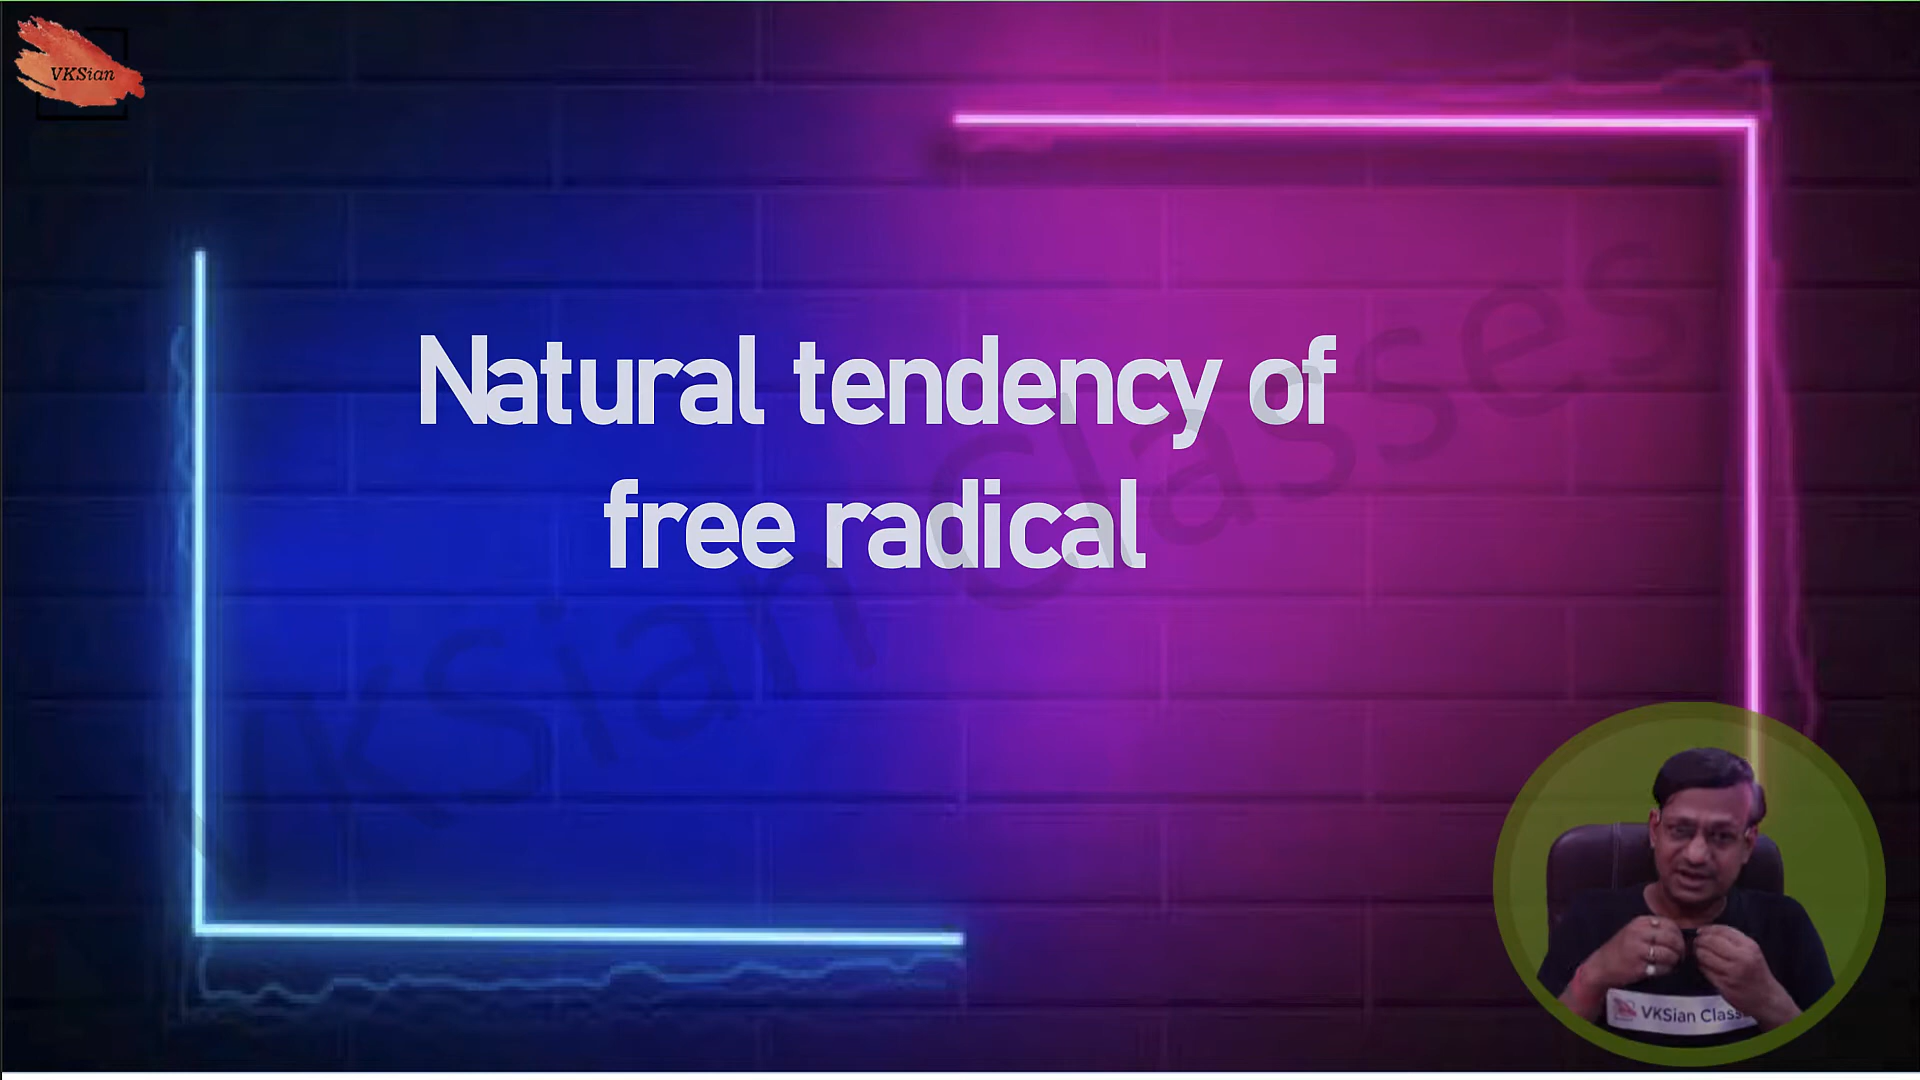 VKSian
Natural tendency of
free radical
VKSian Classes
VKSian Class